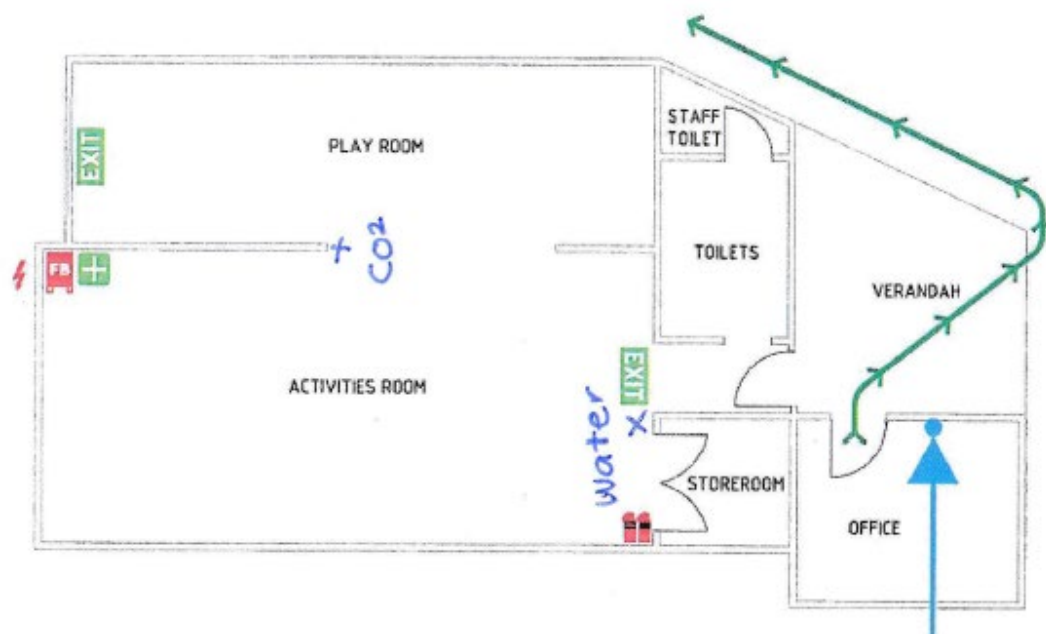 STAFF
TOILET
PLAY ROOM
EXIT
CO²
TOILETS
FB
VERANDAH
EXIT
ACTIVITIES ROOM
water
STOREROOM
OFFICE